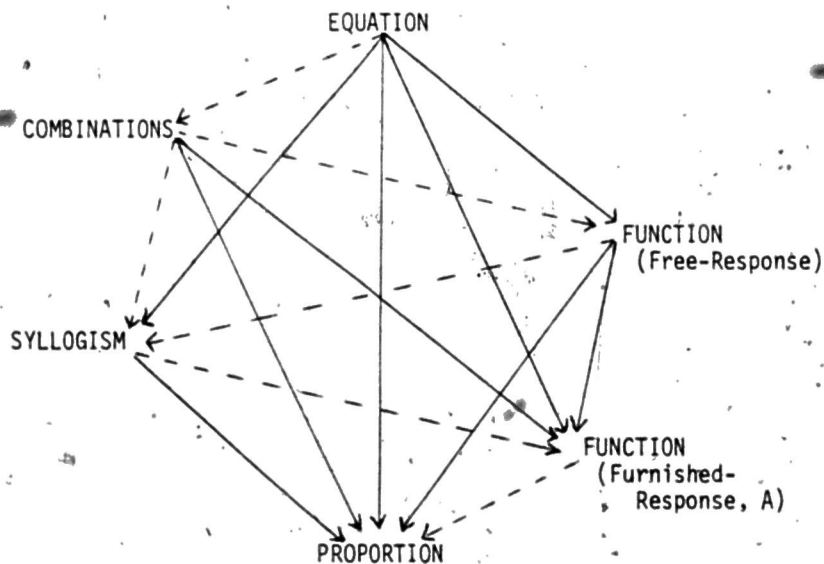 EQUATION
COMBINATIONS
FUNCTION
(Free-Response)
SYLLOGISM
FUNCTION
(Furnished-
Response, A)
PROPORTION